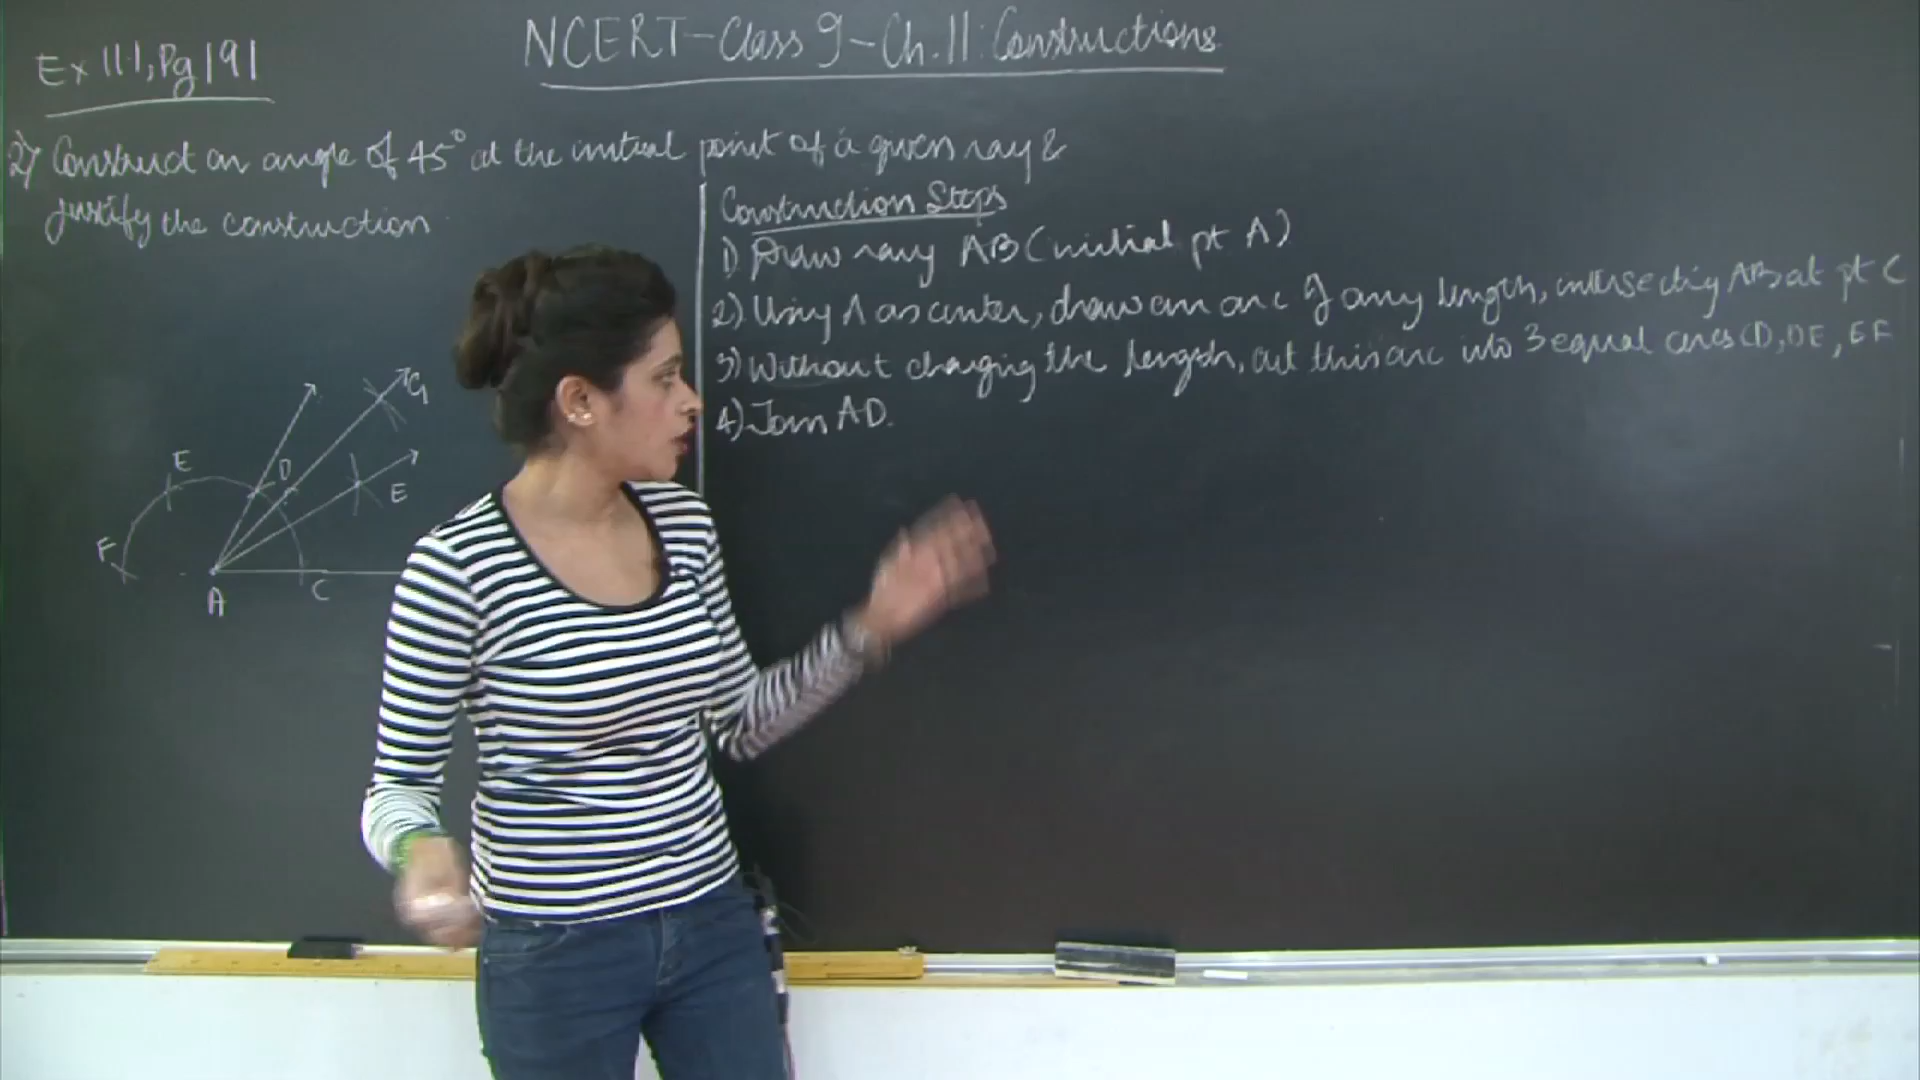 Ex 11.1, Pg 191
NCERT-Class 9-Ch.11: Constructions
2) Construct an angle of 45° at the initial point of a given ray &
justify the construction
Construction Steps
1) Draw ray AB (initial pt A)
2) Using A as center, draw an arc of any length, intersecting AB at pt C
3) Without changing the length, cut this arc into 3 equal arcs CD, DE, EF
4) Join AD.
G
E
D
E
F
A
C